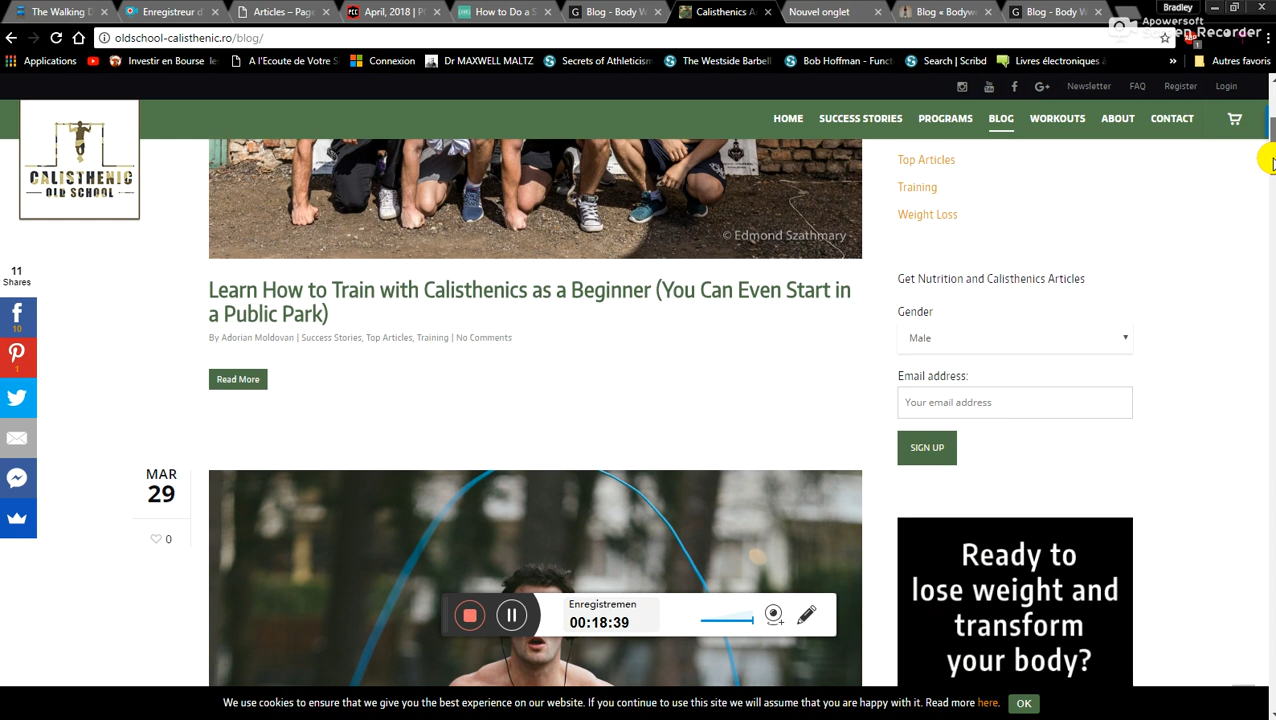 The Walking D
Enregistreur d'
Articles – Page
April, 2018 | PC
How to Do a S
Blog - Body W
Calisthenics A
Nouvel onglet
Blog « Bodyw
Blog - Body W
Bradley
Apowersoft
Screen Recorder
oldschool-calisthenic.ro/blog/
Applications
Investir en Bourse
A l'Ecoute de Votre S
Connexion
Dr MAXWELL MALTZ
Secrets of Athleticism
The Westside Barbell
Bob Hoffman - Funct
Search | Scribd
Livres électroniques
»
Autres favoris
Newsletter
FAQ
Register
Login
HOME
SUCCESS STORIES
PROGRAMS
BLOG
WORKOUTS
ABOUT
CONTACT
CALISTHENIC
OLD SCHOOL
© Edmond Szathmary
Top Articles
Training
Weight Loss
11
Shares
10
1
Learn How to Train with Calisthenics as a Beginner (You Can Even Start in
a Public Park)
By Adorian Moldovan | Success Stories, Top Articles, Training | No Comments
Read More
Get Nutrition and Calisthenics Articles
Gender
Male
Email address:
Your email address
SIGN UP
MAR
29
0
Ready to
lose weight and
transform
your body?
Enregistremen
00:18:39
We use cookies to ensure that we give you the best experience on our website. If you continue to use this site we will assume that you are happy with it. Read more here.
OK